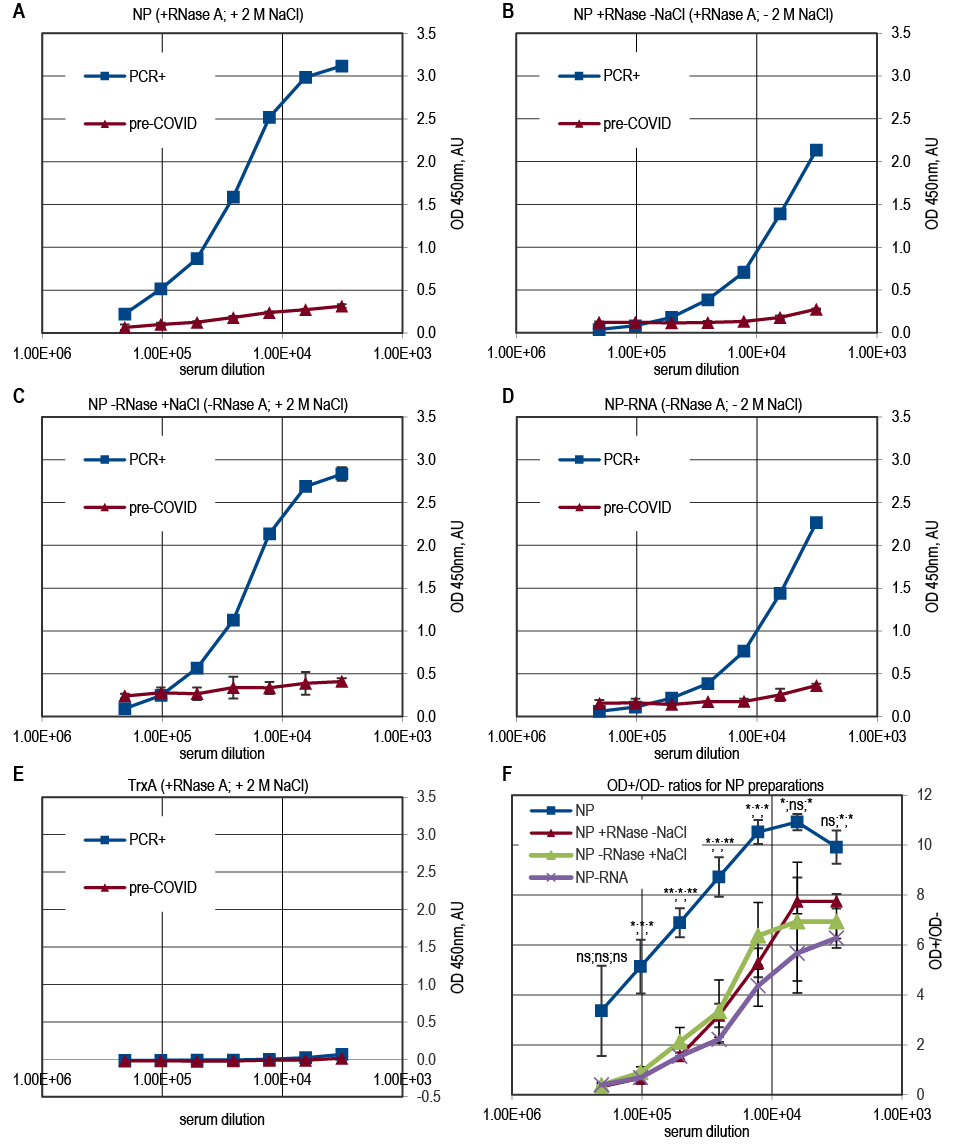 A
NP (+RNase A; + 2 M NaCl)
PCR+
pre-COVID
3.5
3.0
2.5
2.0
1.5
1.0
0.5
0.0
OD 450nm, AU
1.00E+06 1.00E+05 1.00E+04 1.00E+03
serum dilution
B
NP +RNase -NaCl (+RNase A; - 2 M NaCl)
PCR+
pre-COVID
3.5
3.0
2.5
2.0
1.5
1.0
0.5
0.0
OD 450nm, AU
1.00E+06 1.00E+05 1.00E+04 1.00E+03
serum dilution
C
NP -RNase +NaCl (-RNase A; + 2 M NaCl)
PCR+
pre-COVID
3.5
3.0
2.5
2.0
1.5
1.0
0.5
0.0
OD 450nm, AU
1.00E+06 1.00E+05 1.00E+04 1.00E+03
serum dilution
D
NP-RNA (-RNase A; - 2 M NaCl)
PCR+
pre-COVID
3.5
3.0
2.5
2.0
1.5
1.0
0.5
0.0
OD 450nm, AU
1.00E+06 1.00E+05 1.00E+04 1.00E+03
serum dilution
E
TrxA (+RNase A; + 2 M NaCl)
PCR+
pre-COVID
3.5
3.0
2.5
2.0
1.5
1.0
0.5
0.0
-0.5
OD 450nm, AU
1.00E+06 1.00E+05 1.00E+04 1.00E+03
serum dilution
F
OD+/OD- ratios for NP preparations
NP
NP +RNase -NaCl
NP -RNase +NaCl
NP-RNA
ns;ns;ns
*;*;*
**;*;**
*;*;**
*;*;*
*;ns;*
ns;*;*
12
10
8
6
4
2
0
OD+/OD-
1.00E+06 1.00E+05 1.00E+04 1.00E+03
serum dilution